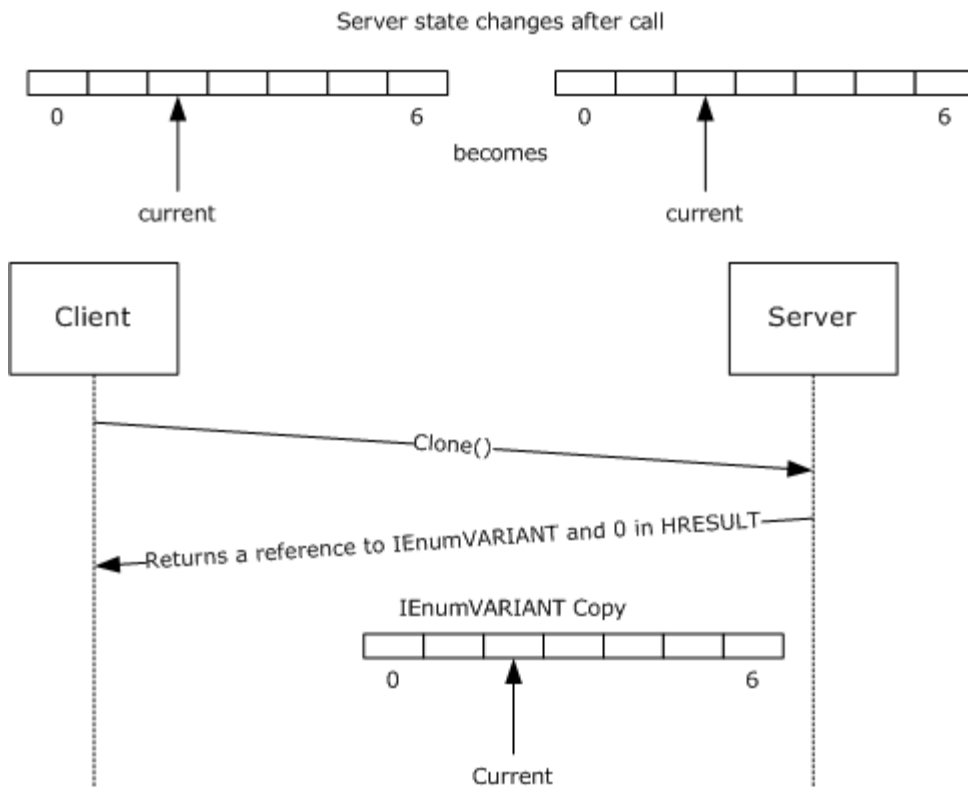 Server state changes after call
0 6 0 6
becomes
current current
Client Server
Clone()
Returns a reference to IEnumVARIANT and 0 in HRESULT
IEnumVARIANT Copy
0 6
Current